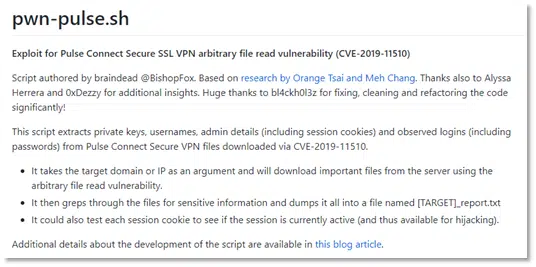 pwn-pulse.sh
Exploit for Pulse Connect Secure SSL VPN arbitrary file read vulnerability (CVE-2019-11510)
Script authored by braindead @BishopFox. Based on research by Orange Tsai and Meh Chang. Thanks also to Alyssa
Herrera and 0xDezzy for additional insights. Huge thanks to bl4ckh0l3z for fixing, cleaning and refactoring the code
significantly!
This script extracts private keys, usernames, admin details (including session cookies) and observed logins (including
passwords) from Pulse Connect Secure VPN files downloaded via CVE-2019-11510.
• It takes the target domain or IP as an argument and will download important files from the server using the
arbitrary file read vulnerability.
• It then greps through the files for sensitive information and dumps it all into a file named [TARGET]_report.txt
• It could also test each session cookie to see if the session is currently active (and thus available for hijacking).
Additional details about the development of the script are available in this blog article.